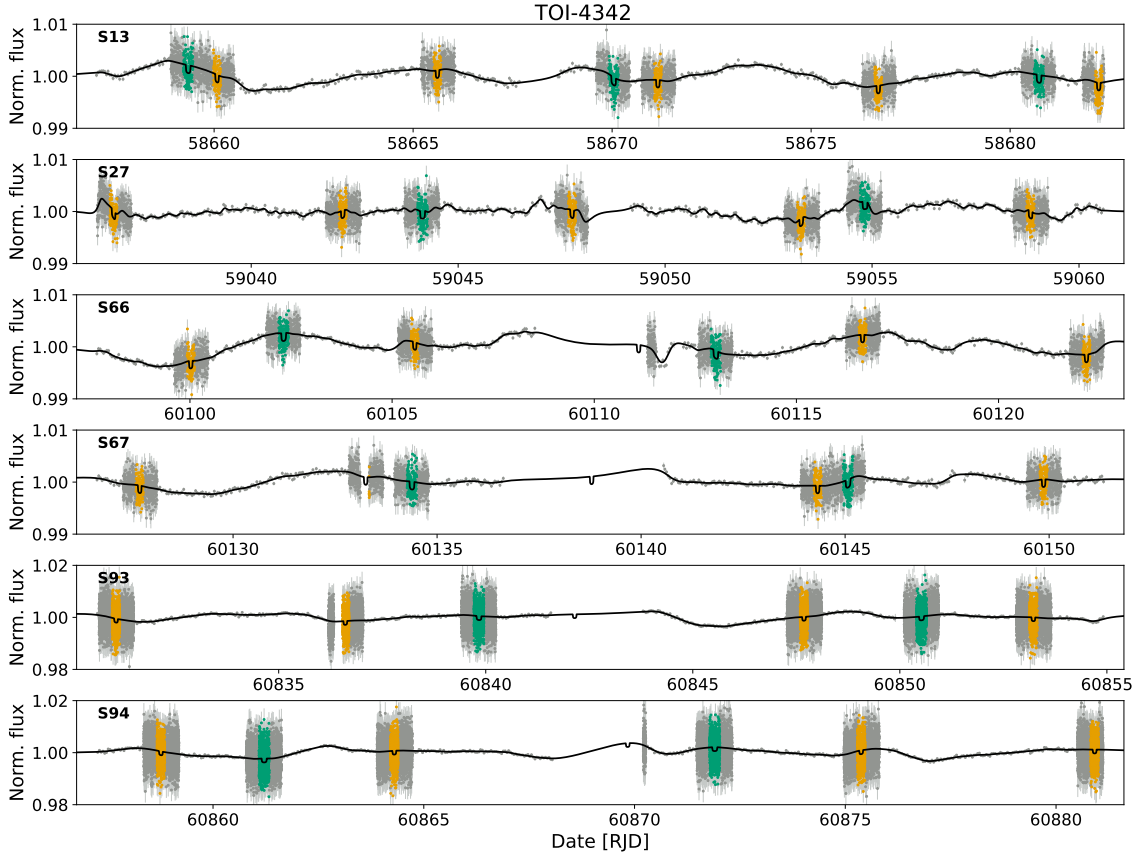 TOI-4342
Norm. flux
1.01
1.00
0.99
S13
58660 58665 58670 58675 58680
Norm. flux
1.01
1.00
0.99
S27
59040 59045 59050 59055 59060
Norm. flux
1.01
1.00
0.99
S66
60100 60105 60110 60115 60120
Norm. flux
1.01
1.00
0.99
S67
60130 60135 60140 60145 60150
Norm. flux
1.02
1.00
0.98
S93
60835 60840 60845 60850 60855
Norm. flux
1.02
1.00
0.98
S94
60860 60865 60870 60875 60880
Date [RJD]